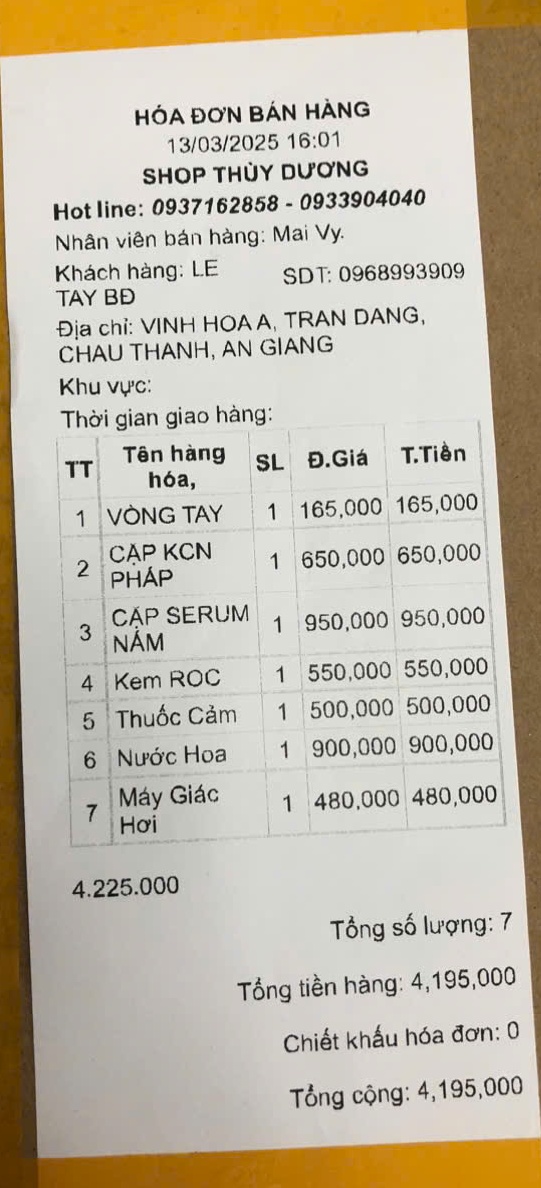 HÓA ĐƠN BÁN HÀNG
13/03/2025 16:01
SHOP THÙY DƯƠNG
Hot line: 0937162858 - 0933904040
Nhân viên bán hàng: Mai Vy.
Khách hàng: LE TAY BĐ SDT: 0968993909
Địa chỉ: VINH HOA A, TRAN DANG,
CHAU THANH, AN GIANG
Khu vực:
Thời gian giao hàng:
TT Tên hàng hóa, SL Đ.Giá T.Tiền
1 VÒNG TAY 1 165,000 165,000
2 CẶP KCN PHÁP 1 650,000 650,000
3 CẶP SERUM NÁM 1 950,000 950,000
4 Kem ROC 1 550,000 550,000
5 Thuốc Cảm 1 500,000 500,000
6 Nước Hoa 1 900,000 900,000
7 Máy Giác Hơi 1 480,000 480,000
4.225.000
Tổng số lượng: 7
Tổng tiền hàng: 4,195,000
Chiết khấu hóa đơn: 0
Tổng cộng: 4,195,000